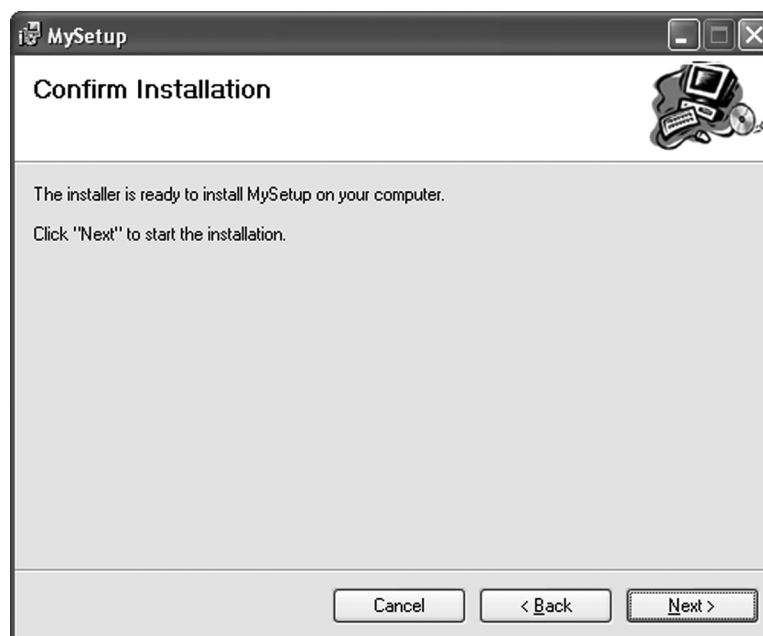 MySetup
Confirm Installation
The installer is ready to install MySetup on your computer.
Click "Next" to start the installation.
Cancel
< Back
Next >